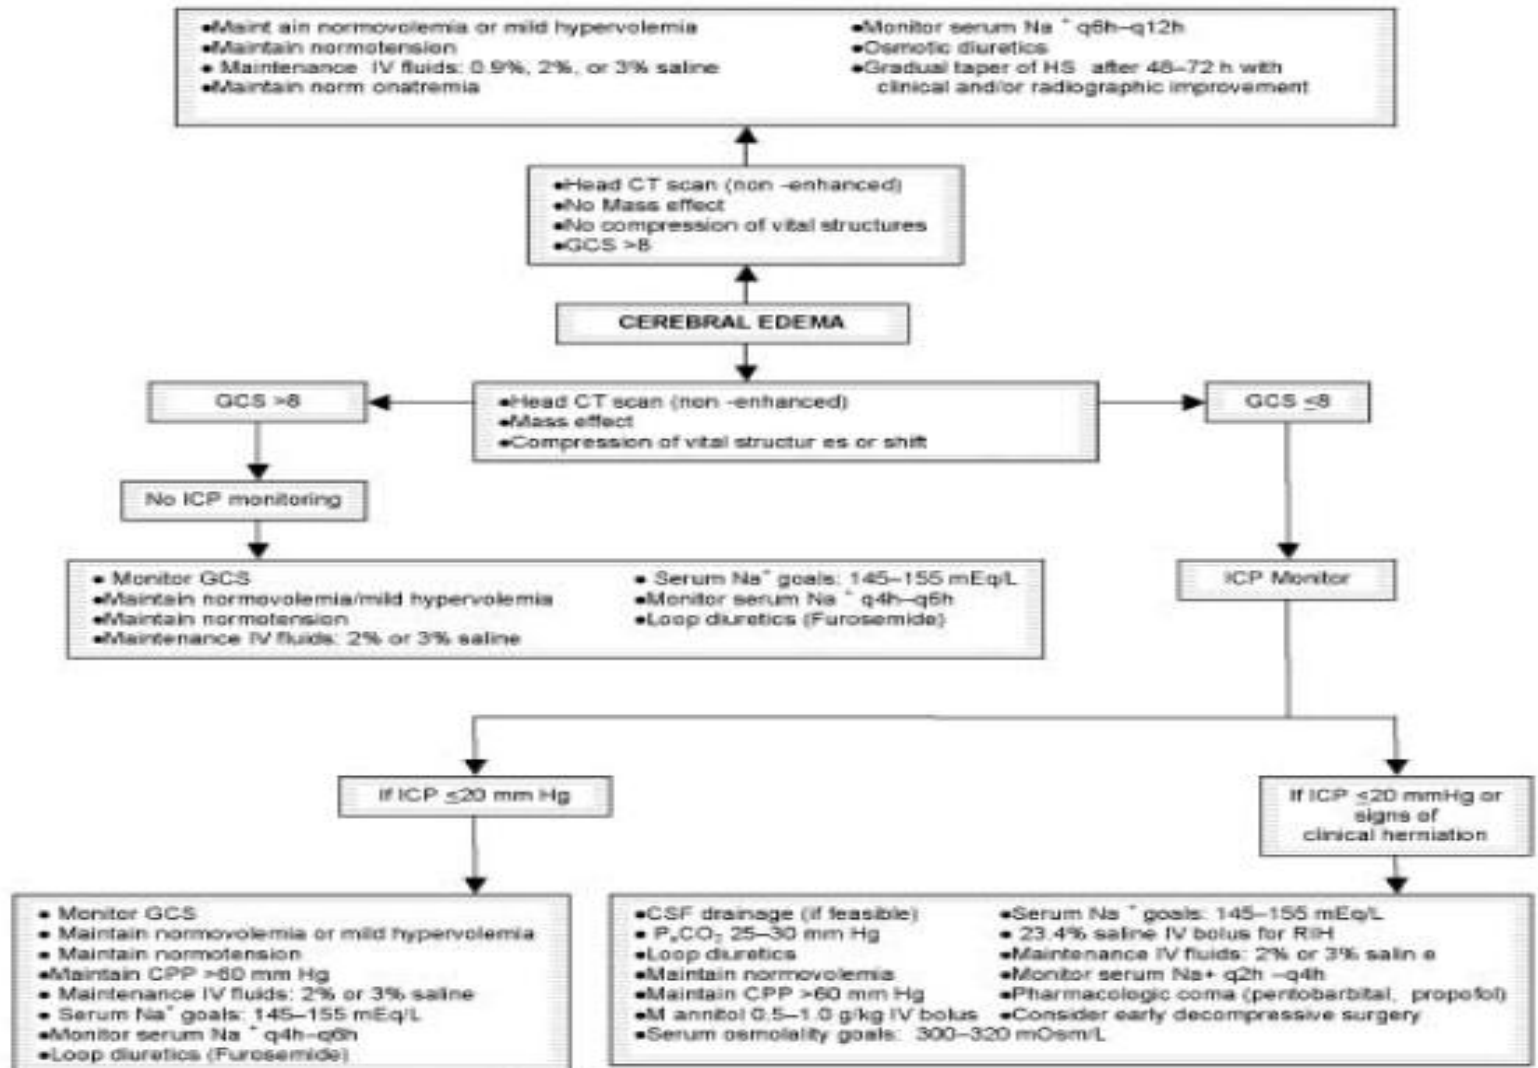 •Maint ain normovolemia or mild hypervolemia
•Maintain normotension
• Maintenance IV fluids: 0.9%, 2%, or 3% saline
•Maintain norm onatremia
•Monitor serum Na + q6h–q12h
•Osmotic diuretics
•Gradual taper of HS after 48–72 h with
clinical and/or radiographic improvement
•Head CT scan (non -enhanced)
•No Mass effect
•No compression of vital structures
•GCS >8
CEREBRAL EDEMA
GCS >8
•Head CT scan (non -enhanced)
•Mass effect
•Compression of vital structur es or shift
GCS ≤8
No ICP monitoring
• Monitor GCS
•Maintain normovolemia/mild hypervolemia
•Maintain normotension
•Maintenance IV fluids: 2% or 3% saline
• Serum Na+ goals: 145–155 mEq/L
•Monitor serum Na + q4h–q6h
•Loop diuretics (Furosemide)
ICP Monitor
If ICP ≤20 mm Hg
If ICP ≤20 mmHg or
signs of
clinical herniation
• Monitor GCS
• Maintain normovolemia or mild hypervolemia
• Maintain normotension
•Maintain CPP >60 mm Hg
• Maintenance IV fluids: 2% or 3% saline
• Serum Na+ goals: 145–155 mEq/L
•Monitor serum Na + q4h–q6h
•Loop diuretics (Furosemide)
•CSF drainage (if feasible)
• PaCO2 25–30 mm Hg
•Loop diuretics
•Maintain normovolemia
•Maintain CPP >60 mm Hg
•M annitol 0.5–1.0 g/kg IV bolus
•Serum osmolality goals: 300–320 mOsm/L
•Serum Na + goals: 145–155 mEq/L
• 23.4% saline IV bolus for RIH
•Maintenance IV fluids: 2% or 3% salin e
•Monitor serum Na+ q2h –q4h
•Pharmacologic coma (pentobarbital, propofol)
•Consider early decompressive surgery